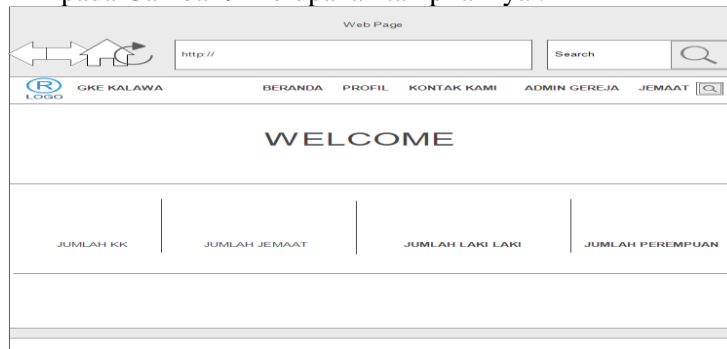 Web Page
http://
Search
R
LOGO
GKE KALAWA BERANDA PROFIL KONTAK KAMI ADMIN GEREJA JEMAAT
WELCOME
JUMLAH KK JUMLAH JEMAAT JUMLAH LAKI LAKI JUMLAH PEREMPUAN